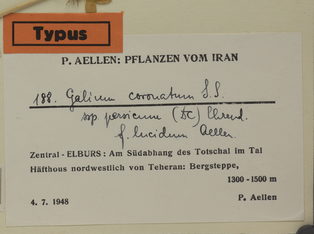 Typus
P. AELLEN: PFLANZEN VOM IRAN
188. Galium coronatum S.S.
ssp persicum (DC) Ehrend.
f. lucidum Aellen.
Zentral-ELBURS: Am Südabhang des Totschal im Tal
Häfthous nordwestlich von Teheran: Bergsteppe,
1300-1500 m
4. 7. 1948 P. Aellen